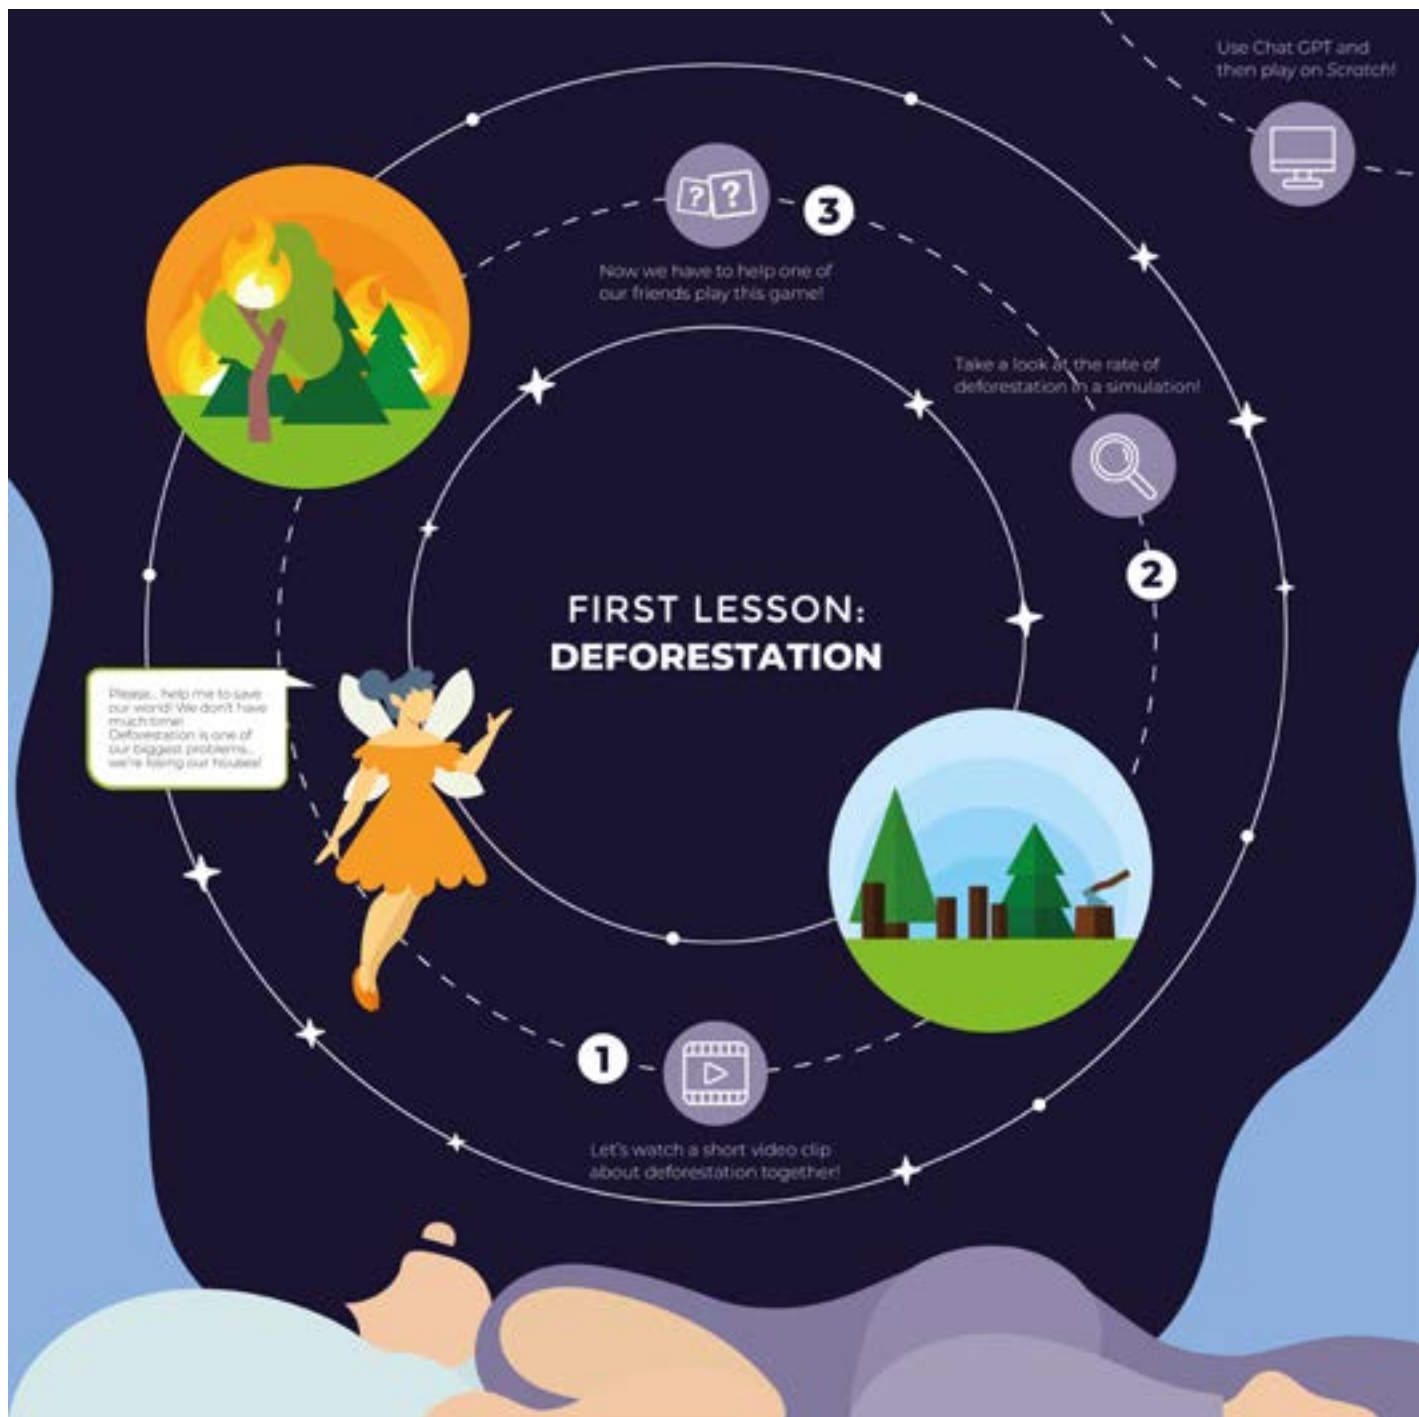 Use Chat GPT and
then play on Scratch!
? ?
3
Now we have to help one of
our friends play this game!
Take a look at the rate of
deforestation in a simulation!
2
FIRST LESSON:
DEFORESTATION
Please... help me to save
our world! We don't have
much time!
Deforestation is one of
our biggest problems...
we're losing our houses!
1
Let's watch a short video clip
about deforestation together!